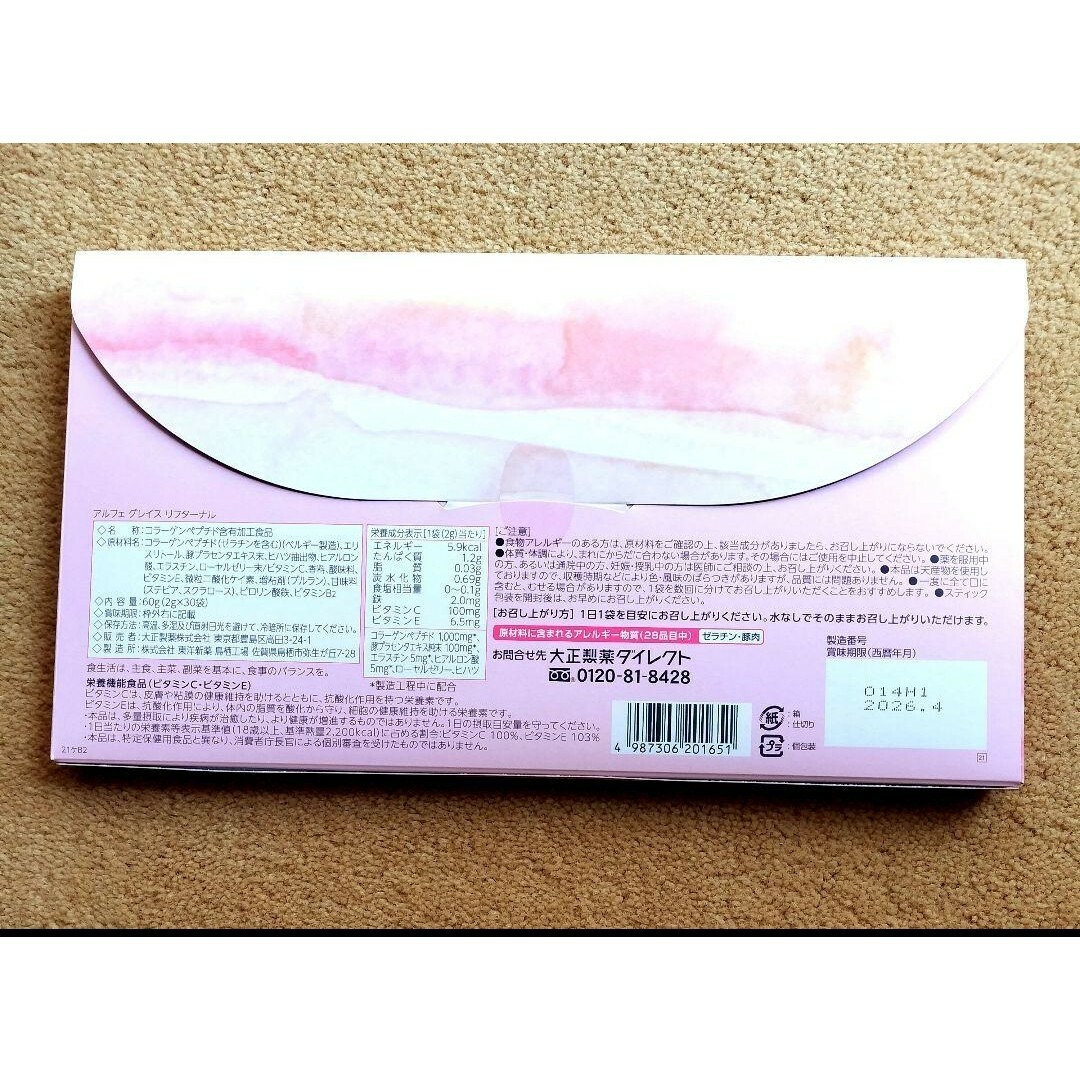 アルフェ グレイス リフターナル
◇名　称:コラーゲンペプチド含有加工食品
◇原材料名:コラーゲンペプチド(ゼラチンを含む)(ベルギー製造)、エリ
スリトール、豚プラセンタエキス末、ヒハツ抽出物、ヒアルロン
酸、エラスチン、ローヤルゼリー末/ビタミンC、香料、酸味料、
ビタミンE、微粒二酸化ケイ素、増粘剤(プルラン)、甘味料
(ステビア、スクラロース)、ピロリン酸鉄、ビタミンB2
◇内容量:60g(2g×30袋)
◇賞味期限:枠外右に記載
◇保存方法:高温、多湿及び直射日光を避けて、冷暗所に保存してください。
◇販売者:大正製薬株式会社 東京都豊島区高田3-24-1
◇製造所:株式会社 東洋新薬 鳥栖工場 佐賀県鳥栖市弥生が丘7-28
食生活は、主食、主菜、副菜を基本に、食事のバランスを。
栄養機能食品(ビタミンC・ビタミンE)
ビタミンCは、皮膚や粘膜の健康維持を助けるとともに、抗酸化作用を持つ栄養素です。
ビタミンEは、抗酸化作用により、体内の脂質を酸化から守り、細胞の健康維持を助ける栄養素です。
・本品は、多量摂取により疾病が治癒したり、より健康が増進するものではありません。1日の摂取目安量を守ってください。
・1日当たりの栄養素等表示基準値(18歳以上、基準熱量2,200kcal)に占める割合:ビタミンC 100%、ビタミンE 103%
・本品は、特定保健用食品と異なり、消費者庁長官による個別審査を受けたものではありません。
21ケB2
栄養成分表示[1袋(2g)当たり]
エネルギー 5.9kcal
たんぱく質 1.2g
脂質 0.03g
炭水化物 0.69g
食塩相当量 0～0.1g
鉄 2.0mg
ビタミンC 100mg
ビタミンE 6.5mg
コラーゲンペプチド 1,000mg*、
豚プラセンタエキス純末 100mg*、
エラスチン 5mg*、ヒアルロン酸
5mg*、ローヤルゼリー、ヒハツ
*製造工程中に配合
[ご注意]
●食物アレルギーのある方は、原材料をご確認の上、該当成分がありましたら、お召し上がりにならないでください。
●体質・体調により、まれにからだに合わない場合があります。その場合にはご使用を中止してください。●薬を服用中
の方、あるいは通院中の方、妊娠・授乳中の方は医師にご相談の上、お召し上がりください。●本品は天産物を使用し
ておりますので、収穫時期などにより色・風味のばらつきがありますが、品質には問題ありません。●一度に全て口に
含むと、むせる場合がありますので、1袋を数回に分けてお召し上がりいただくことをおすすめします。●スティック
包装を開封後は、お早めにお召し上がりください。
[お召し上がり方] 1日1袋を目安にお召し上がりください。水なしでそのままお召し上がりいただけます。
原材料に含まれるアレルギー物質(28品目中) ゼラチン・豚肉
お問合せ先 大正製薬ダイレクト
0120-81-8428
4 987306 201651
紙 :箱
:仕切り
プラ :個包装
製造番号
賞味期限(西暦年月)
014H1
2026.4
21